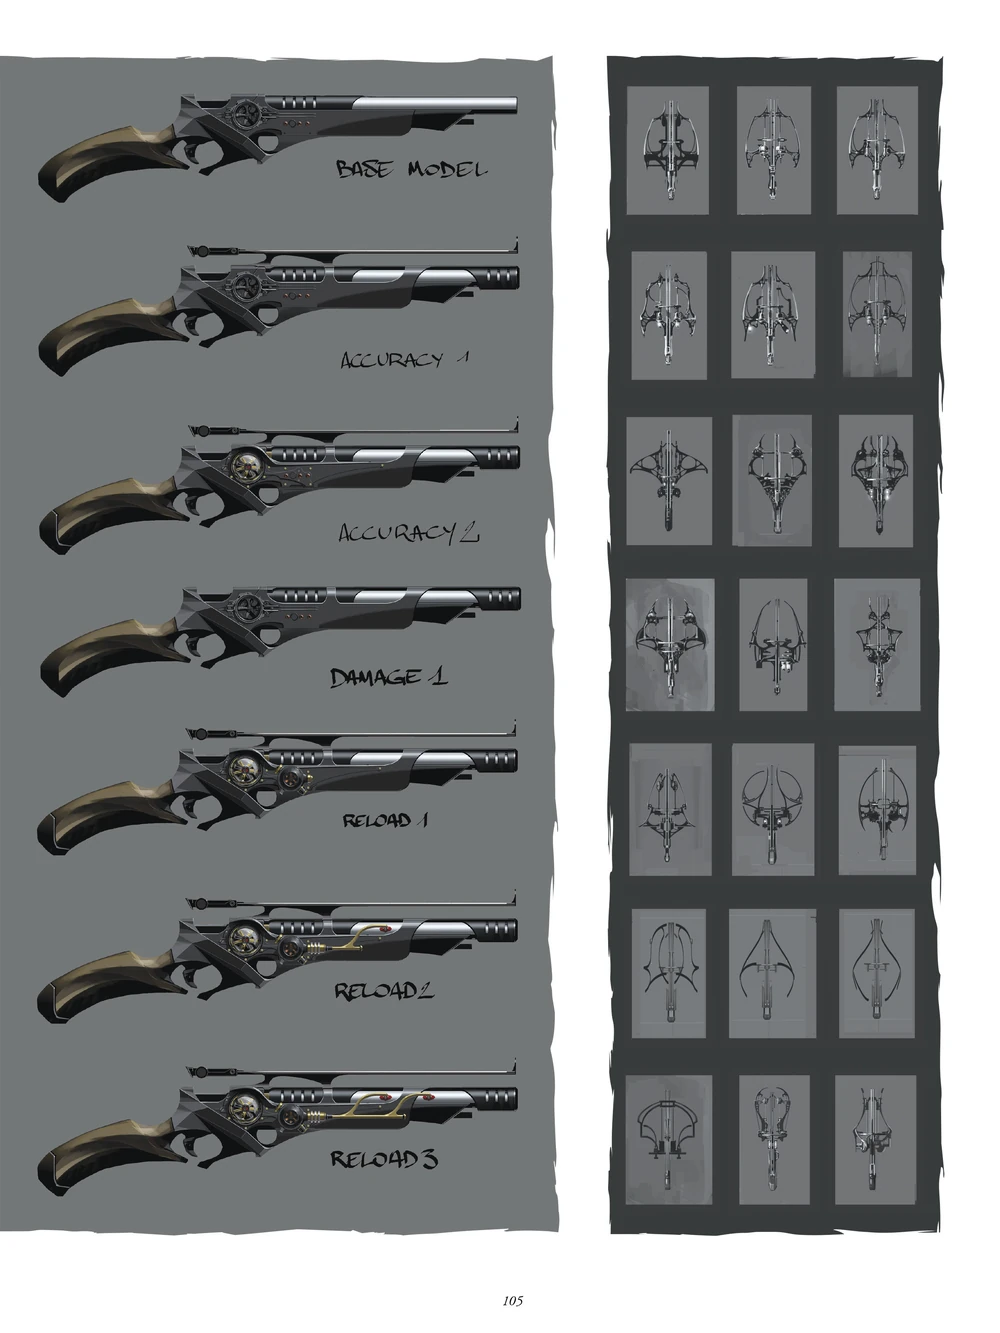 BASE MODEL
ACCURACY 1
ACCURACY 2
DAMAGE 1
RELOAD 1
RELOAD 2
RELOAD 3
105